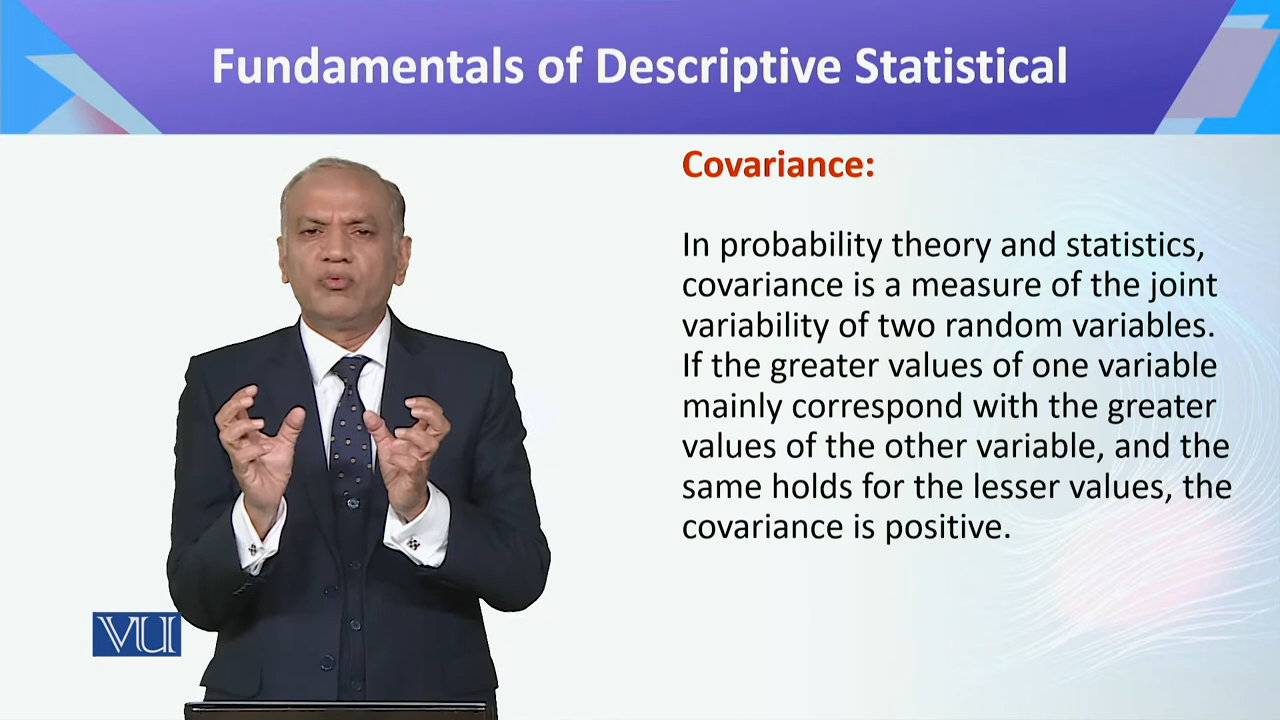 Fundamentals of Descriptive Statistical
Covariance:
In probability theory and statistics,
covariance is a measure of the joint
variability of two random variables.
If the greater values of one variable
mainly correspond with the greater
values of the other variable, and the
same holds for the lesser values, the
covariance is positive.
VU